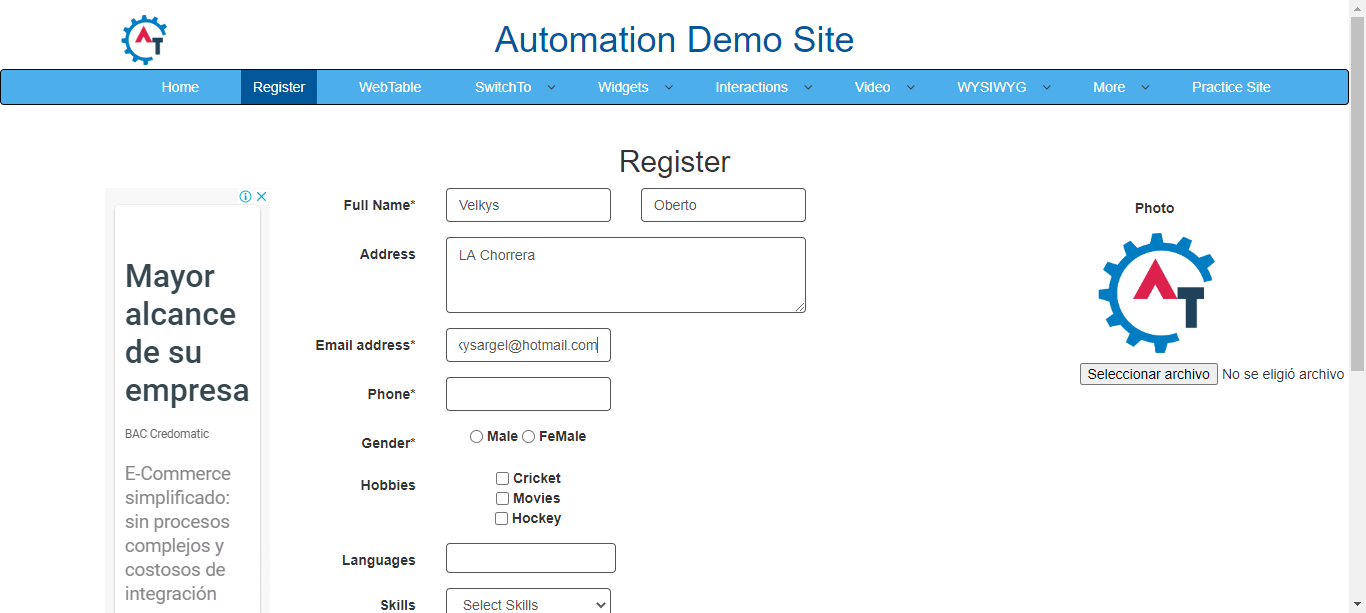 AT
Automation Demo Site
Home Register WebTable SwitchTo Widgets Interactions Video WYSIWYG More Practice Site
Register
Full Name* Velkys Oberto
Address LA Chorrera
Email address* kysargel@hotmail.com
Phone*
Gender* Male FeMale
Hobbies Cricket
Movies
Hockey
Languages
Skills Select Skills
Photo
AT
Seleccionar archivo No se eligió archivo
Mayor
alcance
de su
empresa
BAC Credomatic
E-Commerce
simplificado:
sin procesos
complejos y
costosos de
integración